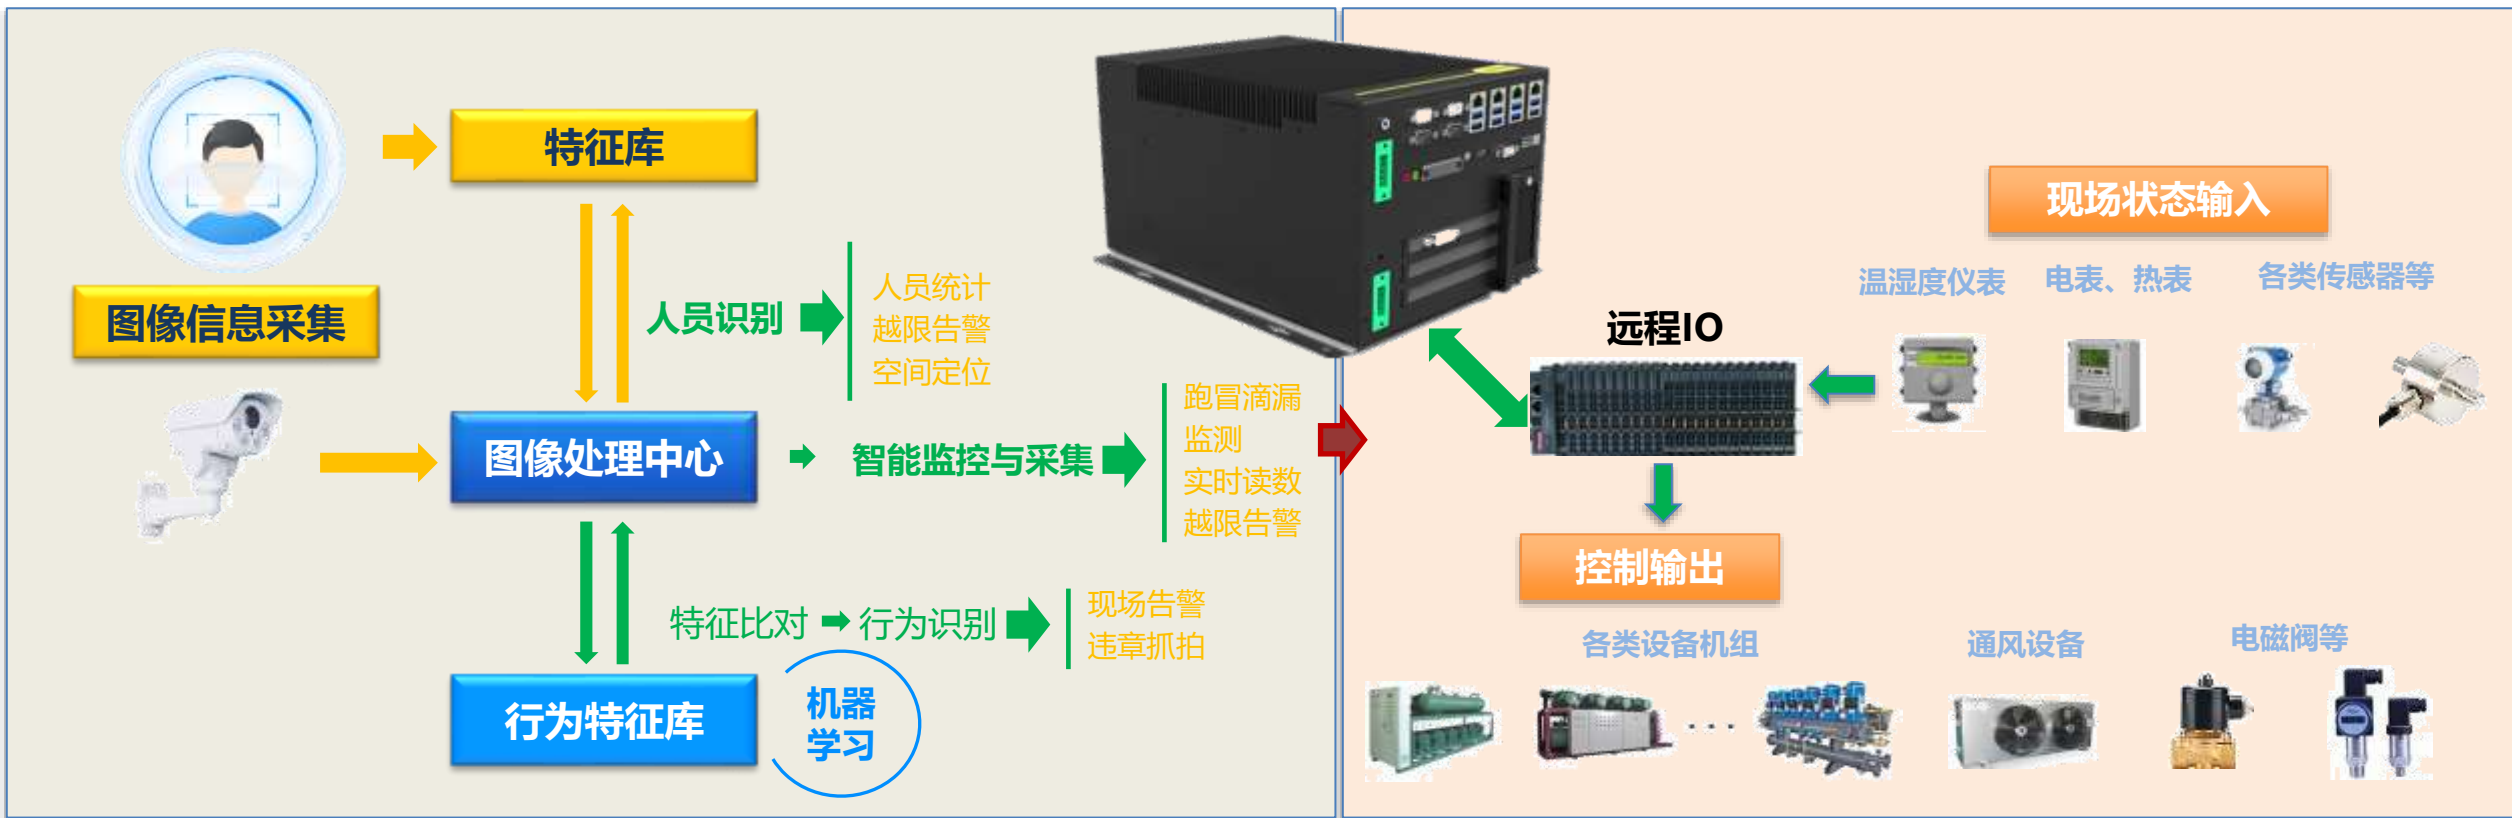 特征库
图像信息采集
人员识别
人员统计
越限告警
空间定位
图像处理中心
智能监控与采集
跑冒滴漏
监测
实时读数
越限告警
特征比对
行为识别
现场告警
违章抓拍
行为特征库
机器
学习
现场状态输入
温湿度仪表
电表、热表
各类传感器等
远程IO
控制输出
各类设备机组
通风设备
电磁阀等